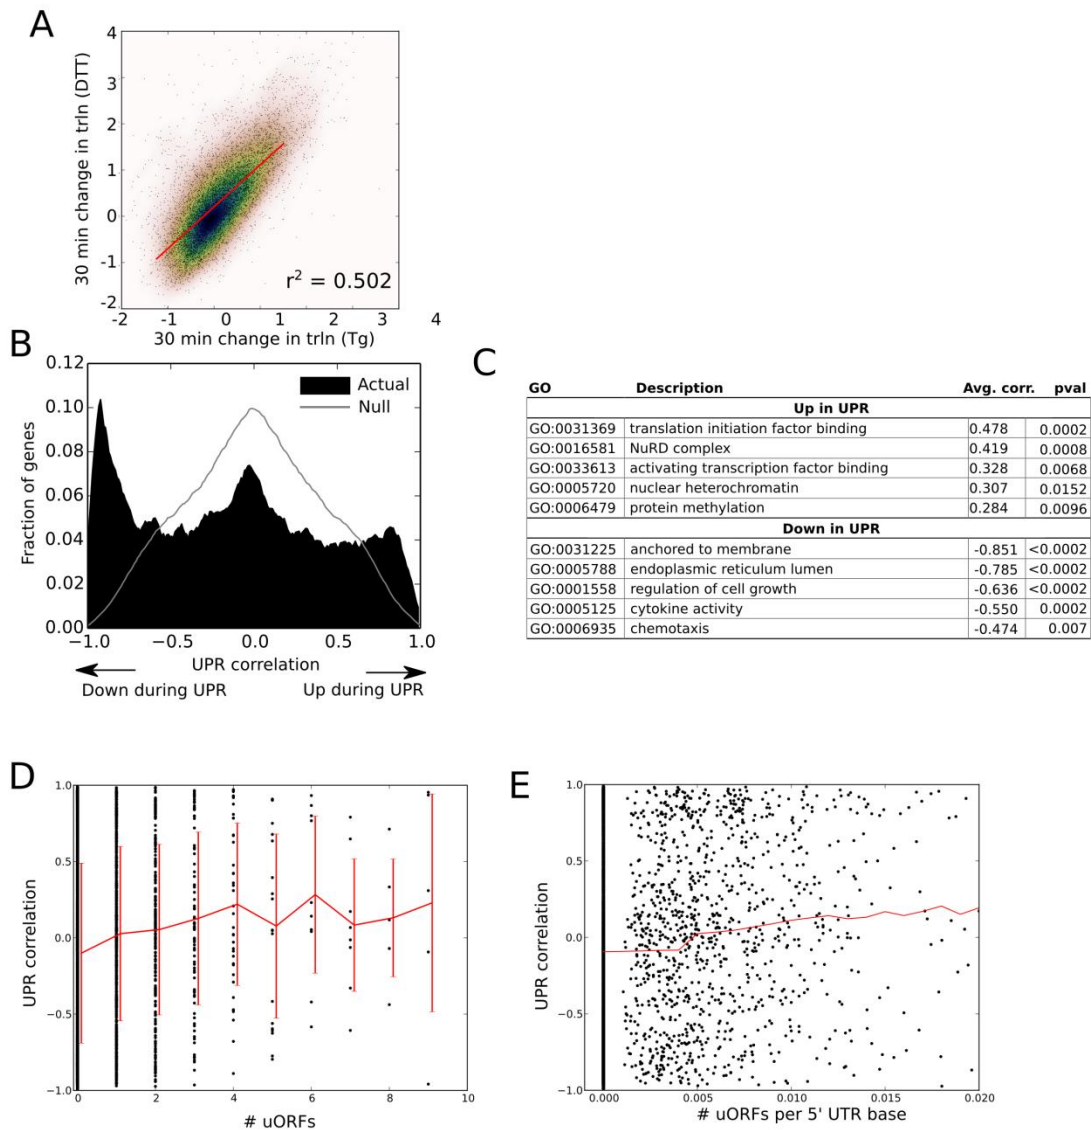 A
4
3
2
1
0
-1
-2
30 min change in trln (DTT)
r² = 0.502
-2 -1 0 1 2 3 4
30 min change in trln (Tg)
B
0.12
0.10
0.08
0.06
0.04
0.02
0.00
Fraction of genes
Actual
Null
−1.0 −0.5 0.0 0.5 1.0
UPR correlation
Down during UPR Up during UPR
C
GO Description Avg. corr. pval
Up in UPR
GO:0031369 translation initiation factor binding 0.478 0.0002
GO:0016581 NuRD complex 0.419 0.0008
GO:0033613 activating transcription factor binding 0.328 0.0068
GO:0005720 nuclear heterochromatin 0.307 0.0152
GO:0006479 protein methylation 0.284 0.0096
Down in UPR
GO:0031225 anchored to membrane -0.851 <0.0002
GO:0005788 endoplasmic reticulum lumen -0.785 <0.0002
GO:0001558 regulation of cell growth -0.636 <0.0002
GO:0005125 cytokine activity -0.550 0.0002
GO:0006935 chemotaxis -0.474 0.007
D
1.0
0.5
0.0
−0.5
−1.0
UPR correlation
0 2 4 6 8 10
# uORFs
E
1.0
0.5
0.0
−0.5
−1.0
UPR correlation
0.000 0.005 0.010 0.015 0.020
# uORFs per 5' UTR base